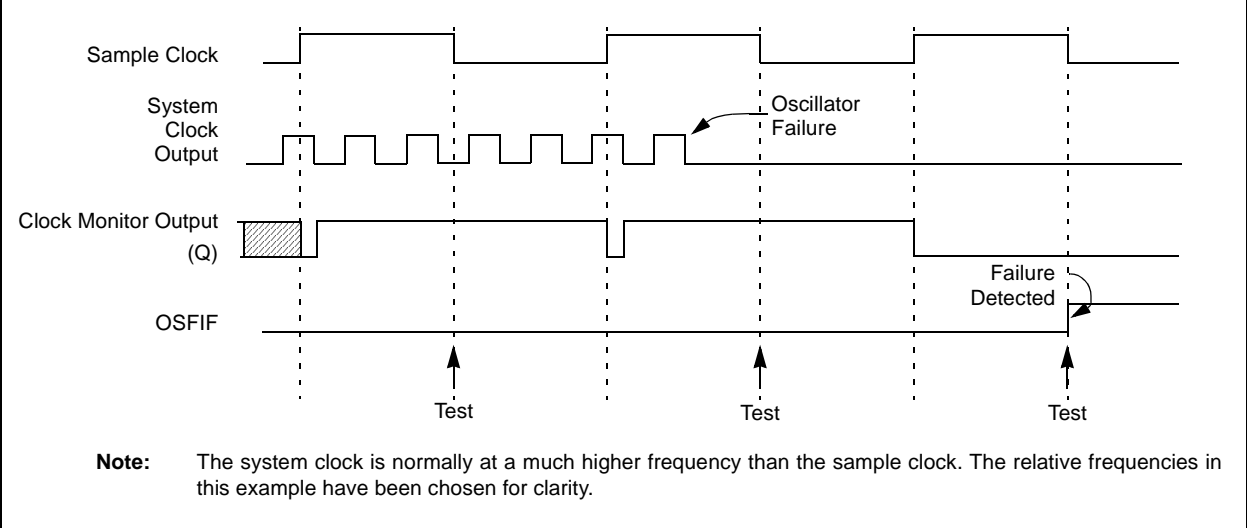 Sample Clock
System
Clock
Output
Oscillator
Failure
Clock Monitor Output
(Q)
Failure
Detected
OSFIF
Test
Test
Test
Note: The system clock is normally at a much higher frequency than the sample clock. The relative frequencies in
this example have been chosen for clarity.